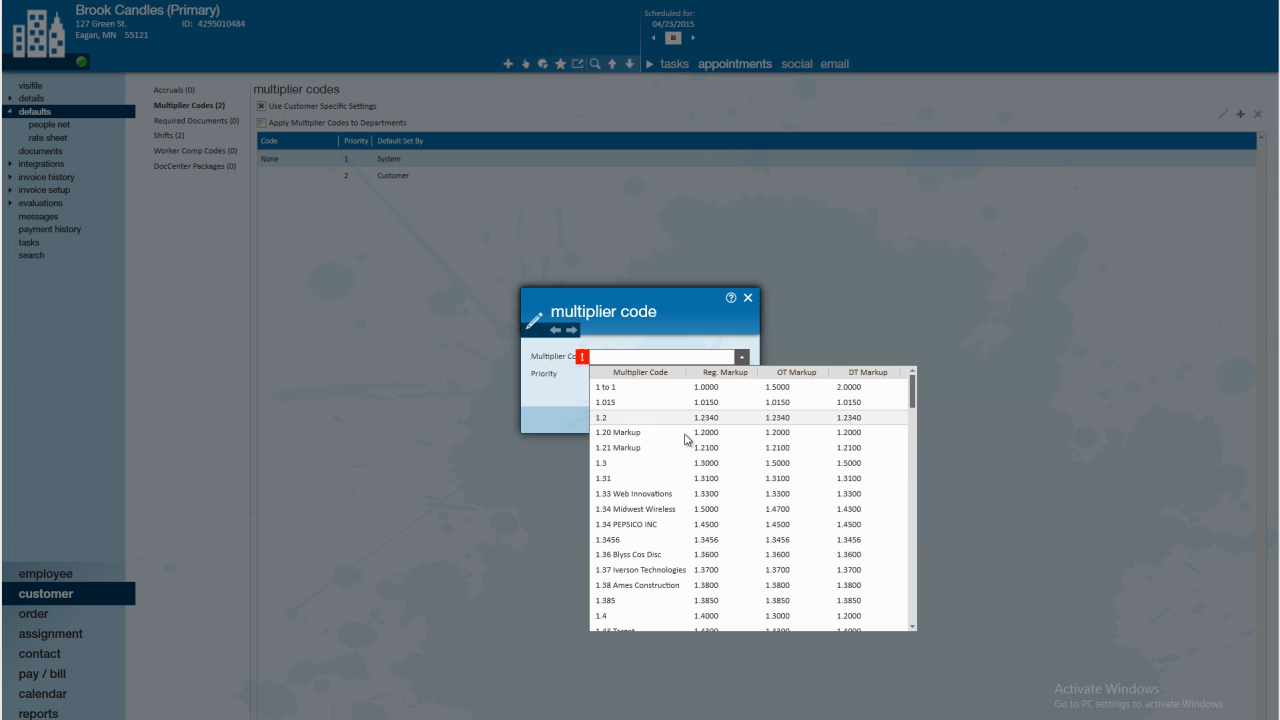 Brook Candles (Primary)
127 Green St. ID: 4295010484
Eagan, MN 55121
Scheduled for:
04/23/2015
tasks appointments social email
visifile
details
defaults
people net
rate sheet
documents
integrations
invoice history
invoice setup
evaluations
messages
payment history
tasks
search
employee
customer
order
assignment
contact
pay / bill
calendar
reports
Accruals (0)
Multiplier Codes (2)
Required Documents (0)
Shifts (2)
Worker Comp Codes (0)
DocCenter Packages (0)
multiplier codes
Use Customer Specific Settings
Apply Multiplier Codes to Departments
Code Priority Default Set By
None 1 System
2 Customer
multiplier code
Multiplier Co
Priority
Multiplier Code Reg. Markup OT Markup DT Markup
1 to 1 1.0000 1.5000 2.0000
1.015 1.0150 1.0150 1.0150
1.2 1.2340 1.2340 1.2340
1.20 Markup 1.2000 1.2000 1.2000
1.21 Markup 1.2100 1.2100 1.2100
1.3 1.3000 1.5000 1.5000
1.31 1.3100 1.3100 1.3100
1.33 Web Innovations 1.3300 1.3300 1.3300
1.34 Midwest Wireless 1.5000 1.4700 1.4300
1.34 PEPSICO INC 1.4500 1.4500 1.4500
1.3456 1.3456 1.3456 1.3456
1.36 Blyss Cos Disc 1.3600 1.3600 1.3600
1.37 Iverson Technologies 1.3700 1.3700 1.3700
1.38 Ames Construction 1.3800 1.3800 1.3800
1.385 1.3850 1.3850 1.3850
1.4 1.4000 1.3000 1.2000
1.43 Target 1.4300 1.4300 1.4000
Activate Windows
Go to PC settings to activate Windows.